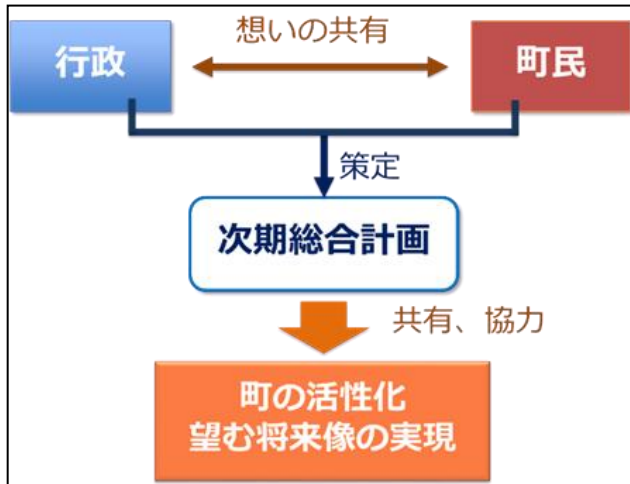 想いの共有
行政
町民
策定
次期総合計画
共有、協力
町の活性化
望む将来像の実現